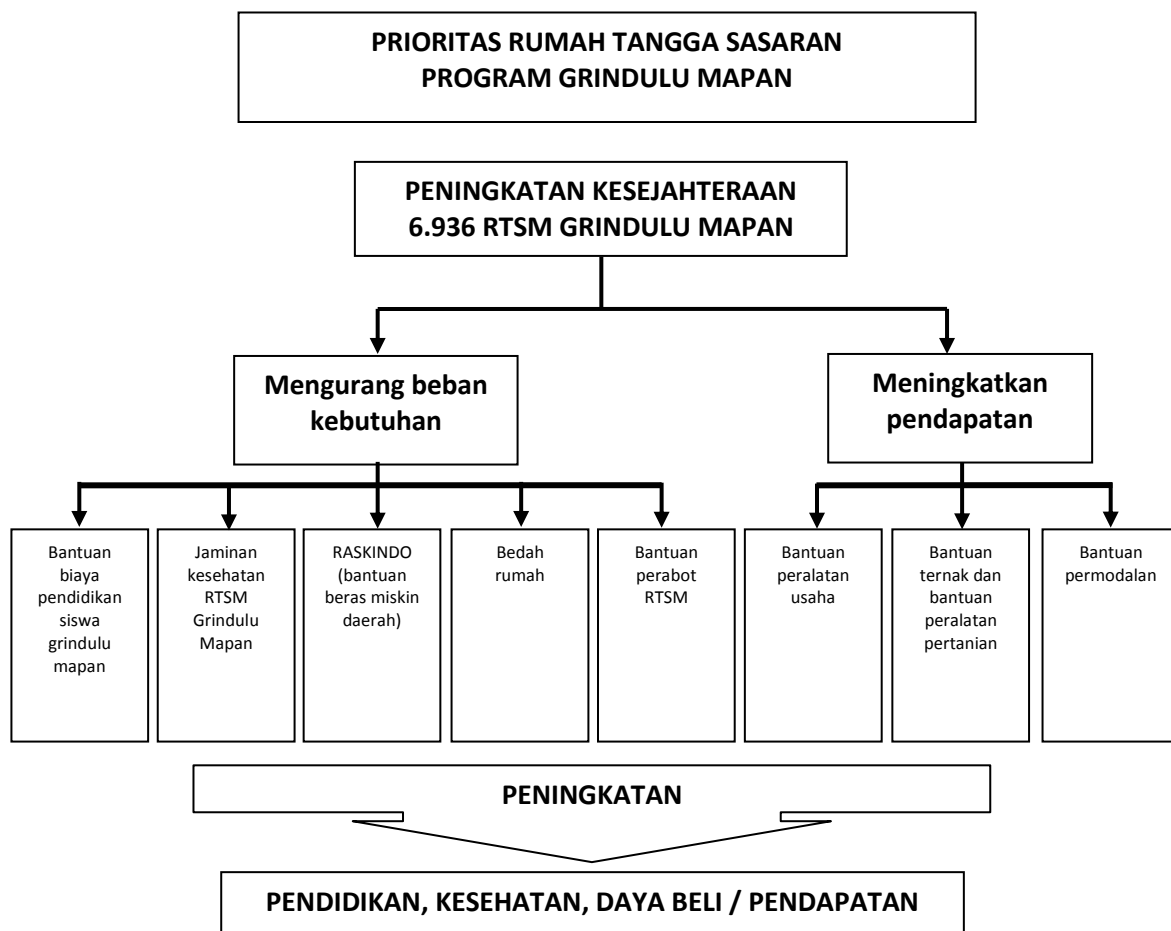 PRIORITAS RUMAH TANGGA SASARAN
PROGRAM GRINDULU MAPAN
PENINGKATAN KESEJAHTERAAN
6.936 RTSM GRINDULU MAPAN
Mengurang beban
kebutuhan
Meningkatkan
pendapatan
Bantuan
biaya
pendidikan
siswa
grindulu
mapan
Jaminan
kesehatan
RTSM
Grindulu
Mapan
RASKINDO
(bantuan
beras miskin
daerah)
Bedah
rumah
Bantuan
perabot
RTSM
Bantuan
peralatan
usaha
Bantuan
ternak dan
bantuan
peralatan
pertanian
Bantuan
permodalan
PENINGKATAN
PENDIDIKAN, KESEHATAN, DAYA BELI / PENDAPATAN